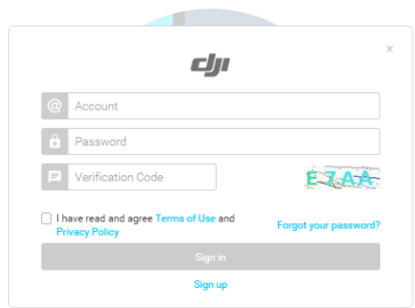 ×
dji
@ Account
Password
Verification Code
EZAA
I have read and agree Terms of Use and
Privacy Policy
Forgot your password?
Sign in
Sign up